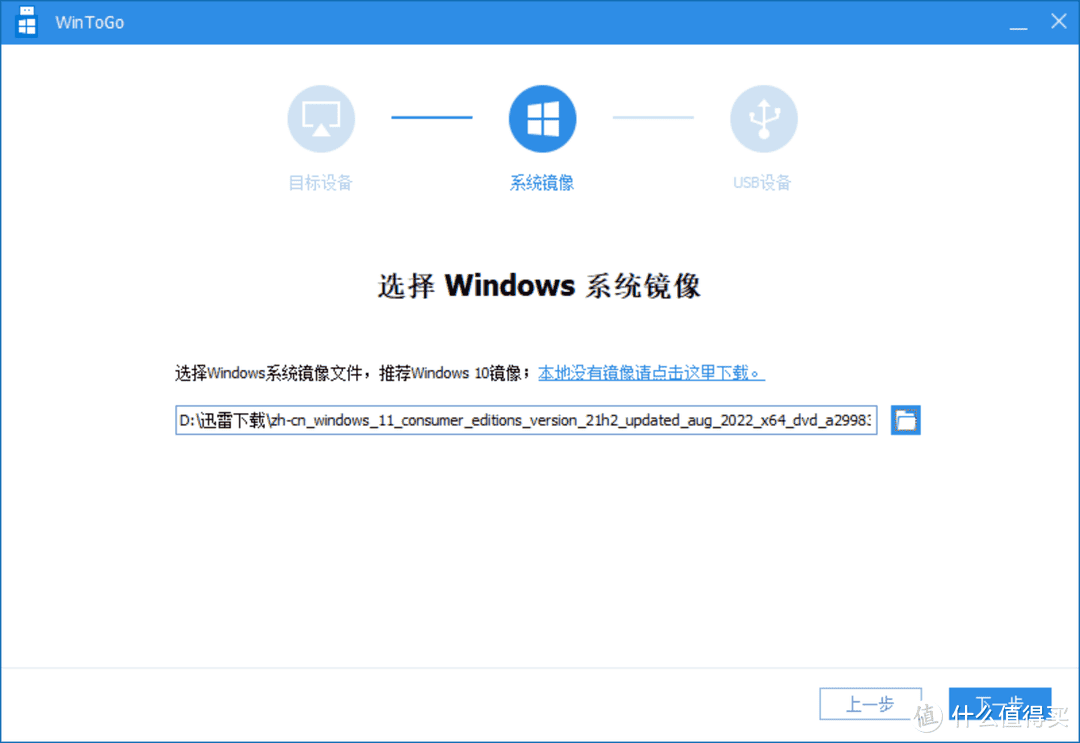 WinToGo
目标设备
系统镜像
USB设备
选择 Windows 系统镜像
选择Windows系统镜像文件，推荐Windows 10镜像；本地没有镜像请点击这里下载。
D:\迅雷下载\zh-cn_windows_11_consumer_editions_version_21h2_updated_aug_2022_x64_dvd_a29983
上一步
下一步
值 什么值得买